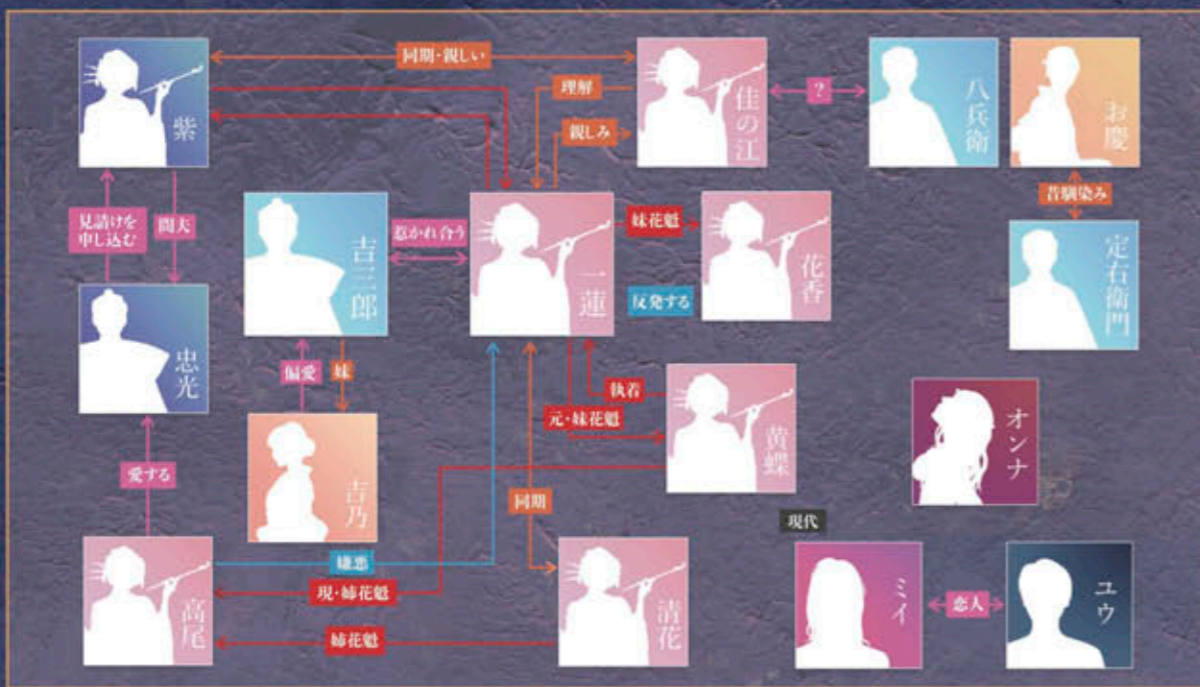 紫
同期・親しい
佳の江
?
八兵衛
お慶
理解
親しみ
昔馴染み
見請けを
申し込む
間夫
吉三郎
惹かれ合う
一蓮
妹花魁
反発する
花香
定右衛門
忠光
偏愛
妹
執着
元・妹花魁
黄蝶
オンナ
愛する
吉乃
同期
現代
高尾
嫌悪
現・姉花魁
姉花魁
清花
ミイ
恋人
ユウ